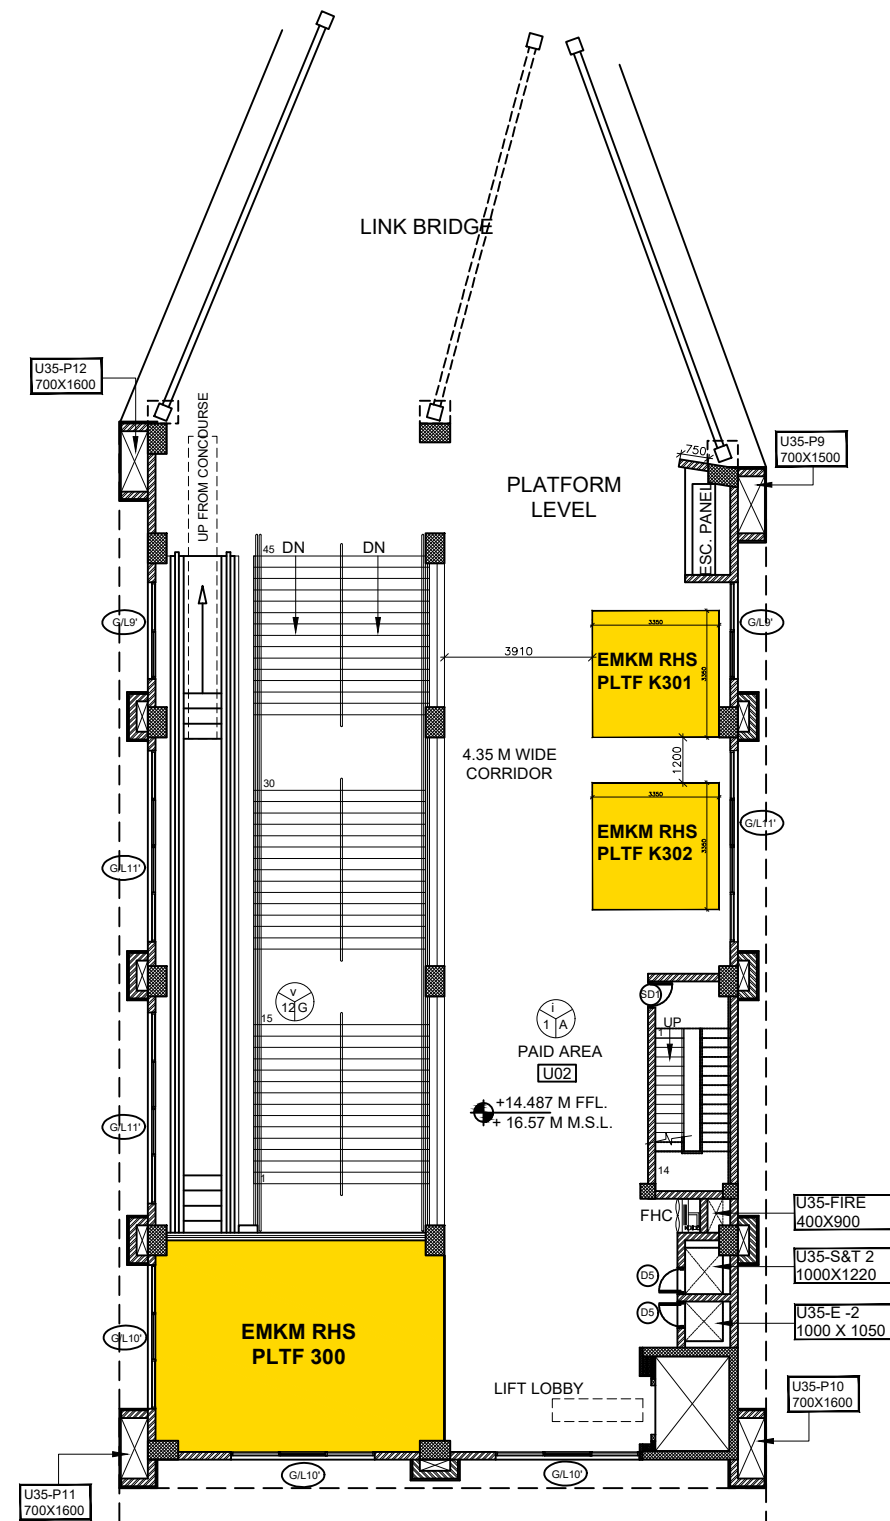 LINK BRIDGE
U35-P12
700X1600
UP FROM CONCOURSE
U35-P9
700X1500
750
PLATFORM
LEVEL
ESC. PANEL
45
DN
DN
G/L9'
G/L9'
3350
3910
EMKM RHS
PLTF K301
3350
4.35 M WIDE
CORRIDOR
1200
30
3350
EMKM RHS
PLTF K302
3350
G/L11'
G/L11'
V
12 G
15
i
1 A
PAID AREA
U02
+14.487 M FFL.
+ 16.57 M M.S.L.
SD1
1
UP
14
G/L11'
1
FHC
U35-FIRE
400X900
U35-S&T 2
1000X1220
D5
D5
U35-E -2
1000 X 1050
G/L10'
EMKM RHS
PLTF 300
LIFT LOBBY
U35-P10
700X1600
G/L10'
G/L10'
U35-P11
700X1600